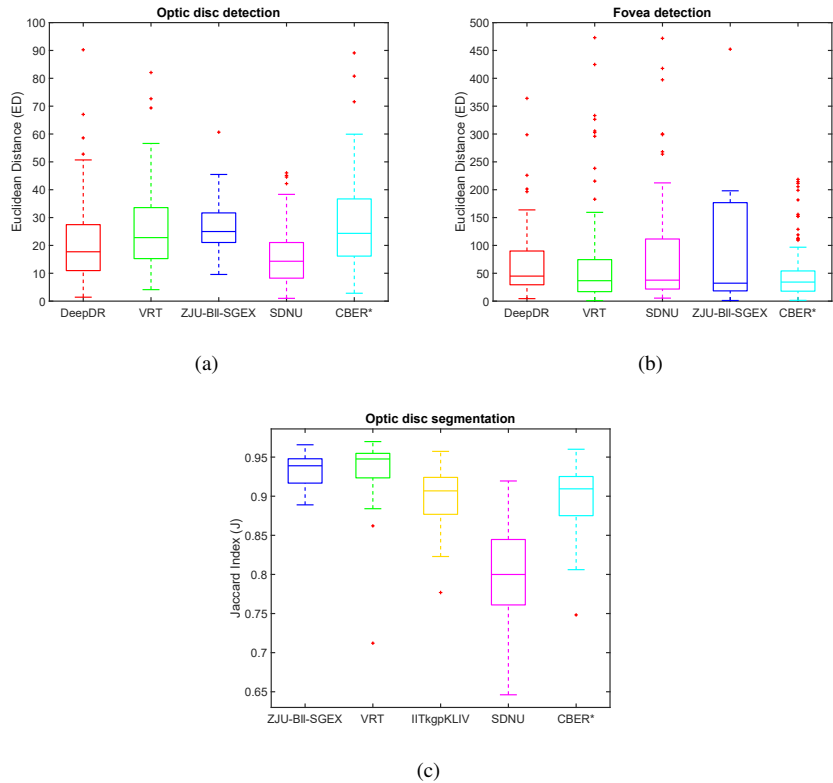 Optic disc detection
Euclidean Distance (ED)
100
90
80
70
60
50
40
30
20
10
0
DeepDR VRT ZJU-BII-SGEX SDNU CBER*
(a)
Fovea detection
Euclidean Distance (ED)
500
450
400
350
300
250
200
150
100
50
0
DeepDR VRT SDNU ZJU-BII-SGEX CBER*
(b)
Optic disc segmentation
Jaccard Index (J)
0.95
0.9
0.85
0.8
0.75
0.7
0.65
ZJU-BII-SGEX VRT IITkgpKLIV SDNU CBER*
(c)